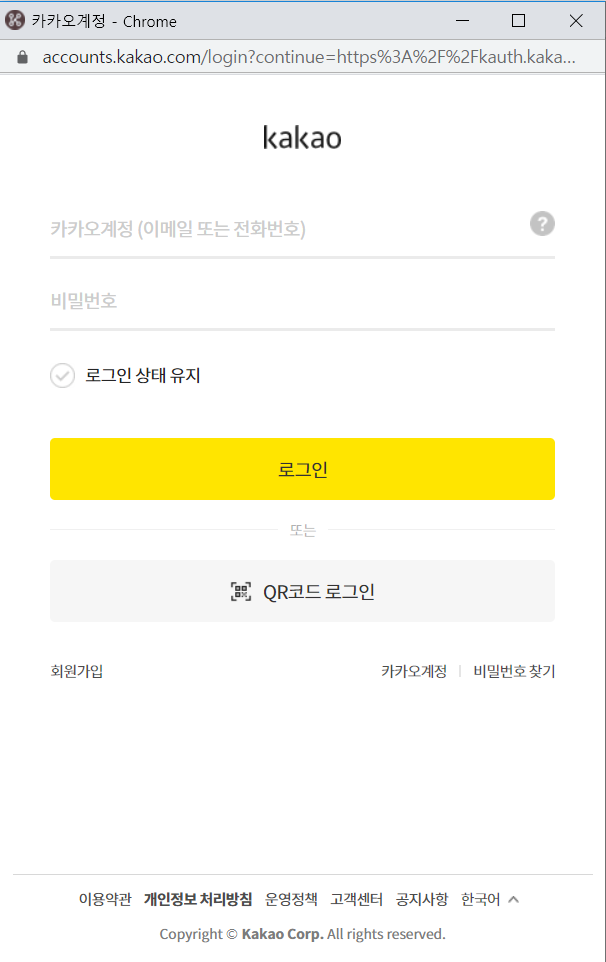 카카오계정 - Chrome
accounts.kakao.com/login?continue=https%3A%2F%2Fkauth.kaka...
kakao
카카오계정 (이메일 또는 전화번호)
?
비밀번호
로그인 상태 유지
로그인
또는
QR코드 로그인
회원가입 카카오계정 | 비밀번호 찾기
이용약관 개인정보 처리방침 운영정책 고객센터 공지사항 한국어
Copyright © Kakao Corp. All rights reserved.